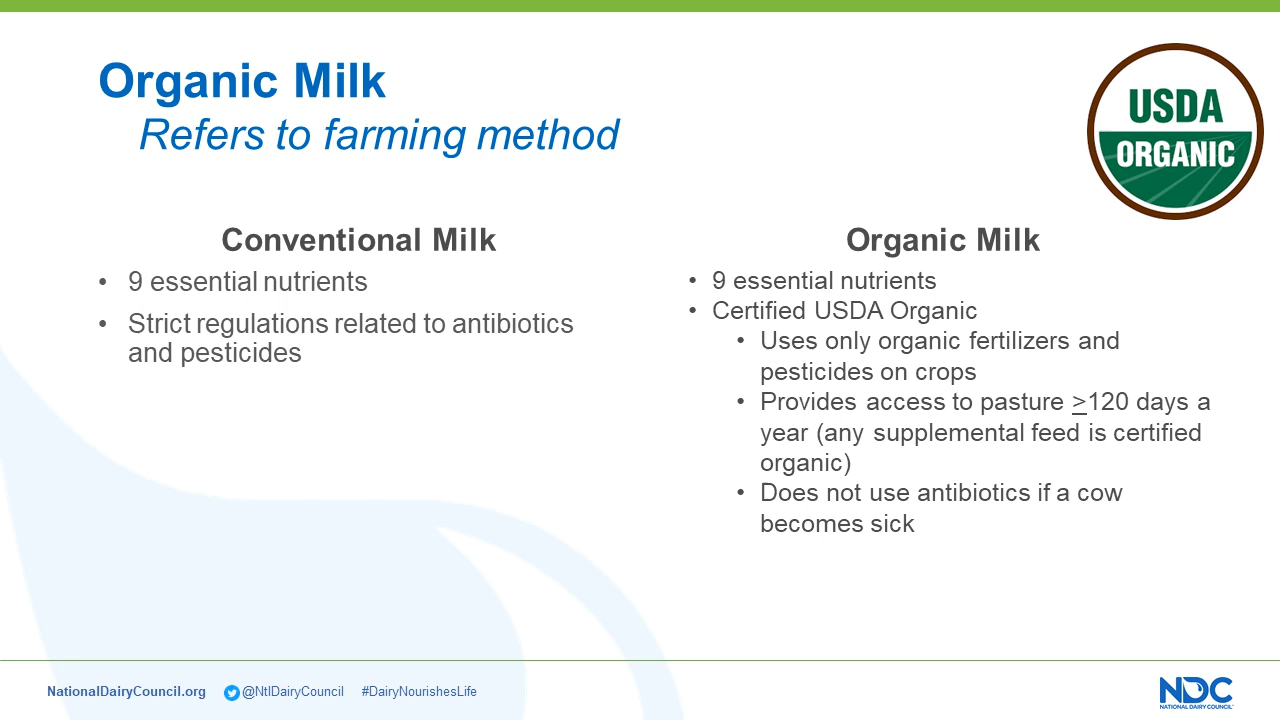 Organic Milk
Refers to farming method
USDA
ORGANIC
Conventional Milk
• 9 essential nutrients
• Strict regulations related to antibiotics
and pesticides
Organic Milk
• 9 essential nutrients
• Certified USDA Organic
• Uses only organic fertilizers and
pesticides on crops
• Provides access to pasture >120 days a
year (any supplemental feed is certified
organic)
• Does not use antibiotics if a cow
becomes sick
NationalDairyCouncil.org @NtlDairyCouncil #DairyNourishesLife
NDC
NATIONAL DAIRY COUNCIL